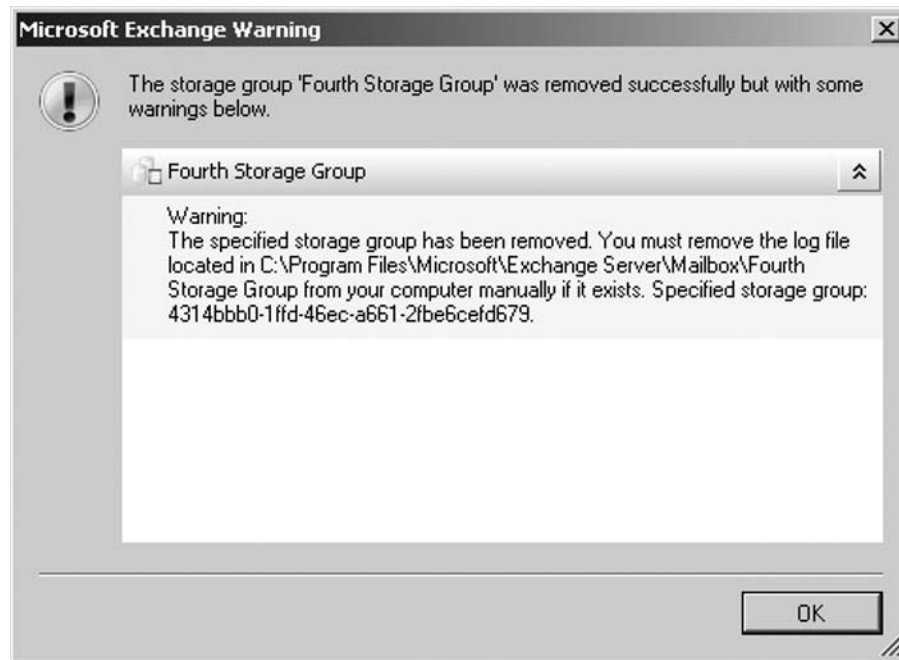 Microsoft Exchange Warning
The storage group 'Fourth Storage Group' was removed successfully but with some
warnings below.
Fourth Storage Group
Warning:
The specified storage group has been removed. You must remove the log file
located in C:\Program Files\Microsoft\Exchange Server\Mailbox\Fourth
Storage Group from your computer manually if it exists. Specified storage group:
4314bbb0-1ffd-46ec-a661-2fbe6cefd679.
OK